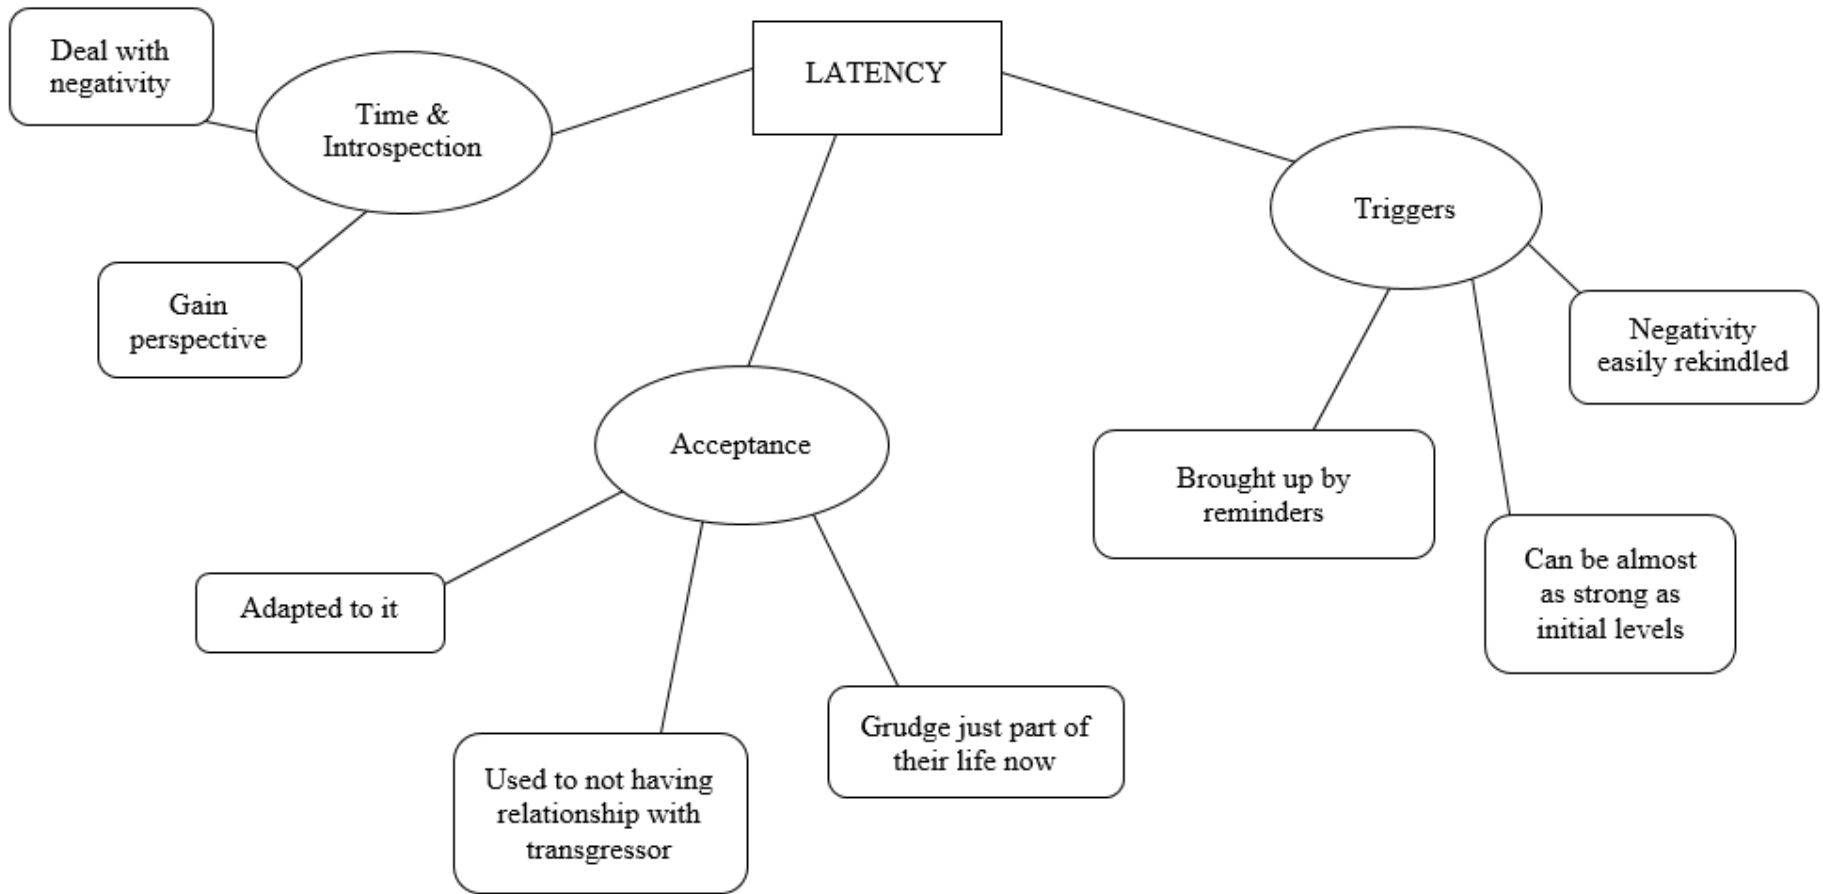 LATENCY
Time &
Introspection
Deal with
negativity
Gain
perspective
Acceptance
Adapted to it
Used to not having
relationship with
transgressor
Grudge just part of
their life now
Triggers
Brought up by
reminders
Can be almost
as strong as
initial levels
Negativity
easily rekindled